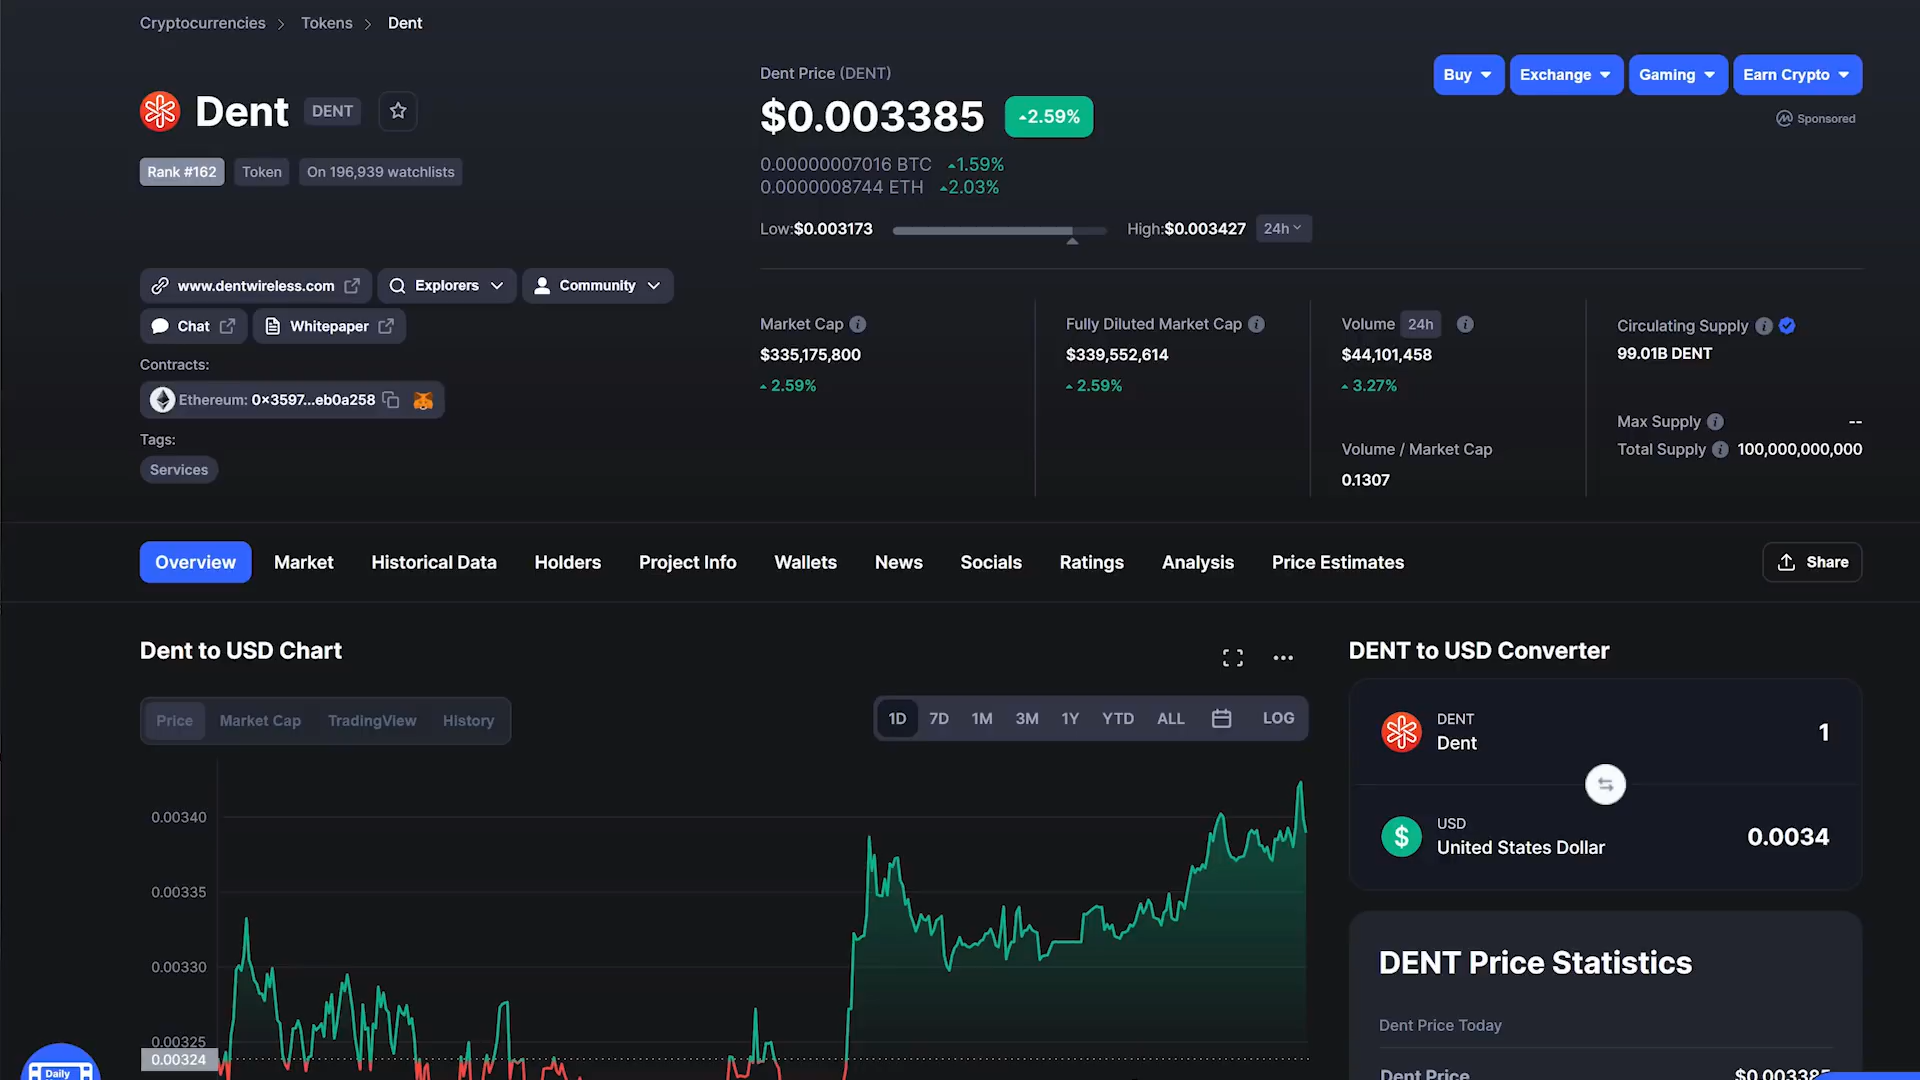 Cryptocurrencies > Tokens > Dent
Dent DENT
Rank #162 Token On 196,939 watchlists
www.dentwireless.com Explorers Community
Chat Whitepaper
Contracts:
Ethereum: 0x3597...eb0a258
Tags:
Services
Dent Price (DENT)
$0.003385 2.59%
0.00000007016 BTC 1.59%
0.0000008744 ETH 2.03%
Low:$0.003173 High:$0.003427 24h
Buy Exchange Gaming Earn Crypto
Sponsored
Market Cap
$335,175,800
2.59%
Fully Diluted Market Cap
$339,552,614
2.59%
Volume 24h
$44,101,458
3.27%
Volume / Market Cap
0.1307
Circulating Supply
99.01B DENT
Max Supply --
Total Supply 100,000,000,000
Overview Market Historical Data Holders Project Info Wallets News Socials Ratings Analysis Price Estimates Share
Dent to USD Chart
Price Market Cap TradingView History
1D 7D 1M 3M 1Y YTD ALL LOG
0.00340
0.00335
0.00330
0.00325
0.00324
Daily
DENT to USD Converter
DENT
Dent 1
USD
United States Dollar 0.0034
DENT Price Statistics
Dent Price Today
Dent Price $0.003385